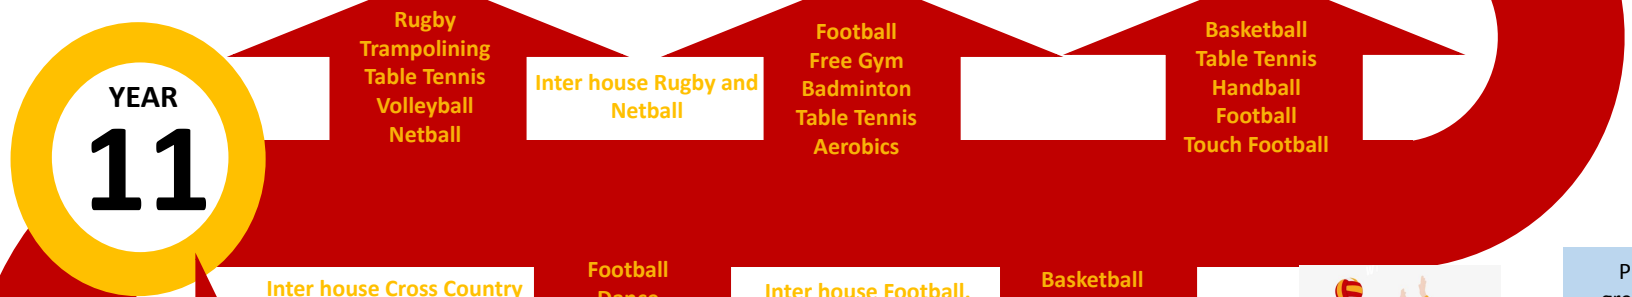 YEAR
11
Rugby
Trampolining
Table Tennis
Volleyball
Netball
Inter house Rugby and
Netball
Football
Free Gym
Badminton
Table Tennis
Aerobics
Basketball
Table Tennis
Handball
Football
Touch Football
Inter house Cross Country
Football
Dance
Inter house Football,
Basketball